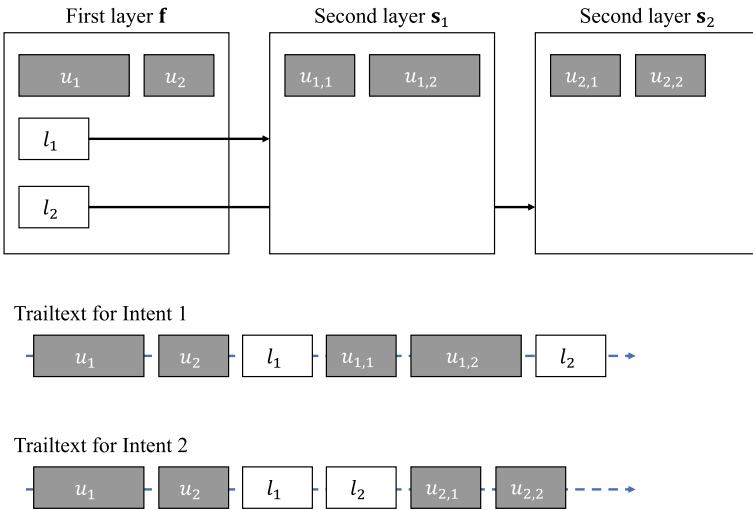 First layer f
Second layer s₁
Second layer s₂
u₁ u₂
u₁,₁ u₁,₂
u₂,₁ u₂,₂
l₁
l₂
Trailtext for Intent 1
u₁ u₂ l₁ u₁,₁ u₁,₂ l₂
Trailtext for Intent 2
u₁ u₂ l₁ l₂ u₂,₁ u₂,₂